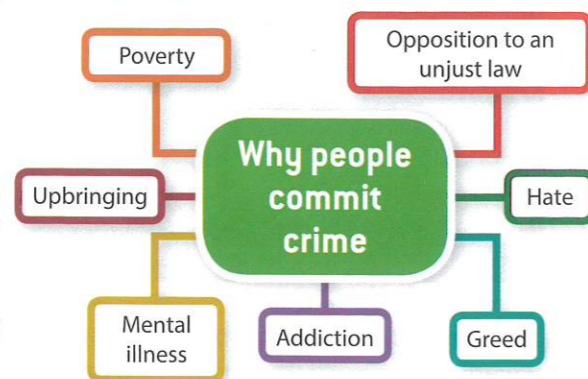 Poverty
Opposition to an
unjust law
Why people
commit
crime
Upbringing
Hate
Mental
illness
Addiction
Greed